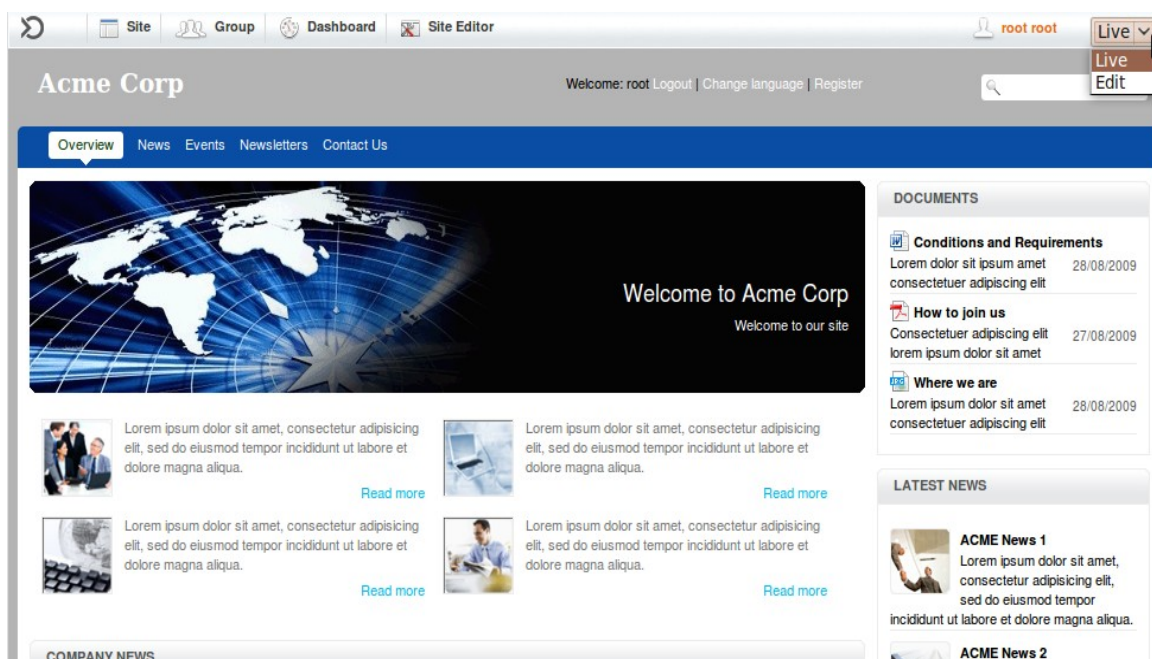 Site Group Dashboard Site Editor root root Live
Live
Edit
Acme Corp
Welcome: root Logout | Change language | Register
Overview News Events Newsletters Contact Us
Welcome to Acme Corp
Welcome to our site
Lorem ipsum dolor sit amet, consectetur adipisicing
elit, sed do eiusmod tempor incididunt ut labore et
dolore magna aliqua.
Read more
Lorem ipsum dolor sit amet, consectetur adipisicing
elit, sed do eiusmod tempor incididunt ut labore et
dolore magna aliqua.
Read more
Lorem ipsum dolor sit amet, consectetur adipisicing
elit, sed do eiusmod tempor incididunt ut labore et
dolore magna aliqua.
Read more
Lorem ipsum dolor sit amet, consectetur adipisicing
elit, sed do eiusmod tempor incididunt ut labore et
dolore magna aliqua.
Read more
COMPANY NEWS
DOCUMENTS
Conditions and Requirements
Lorem dolor sit ipsum amet 28/08/2009
consectetuer adipiscing elit
How to join us
Consectetuer adipiscing elit 27/08/2009
lorem ipsum dolor sit amet
Where we are
Lorem ipsum dolor sit amet 28/08/2009
consectetuer adipiscing elit
LATEST NEWS
ACME News 1
Lorem ipsum dolor sit amet,
consectetur adipisicing elit,
sed do eiusmod tempor
incididunt ut labore et dolore magna aliqua.
ACME News 2